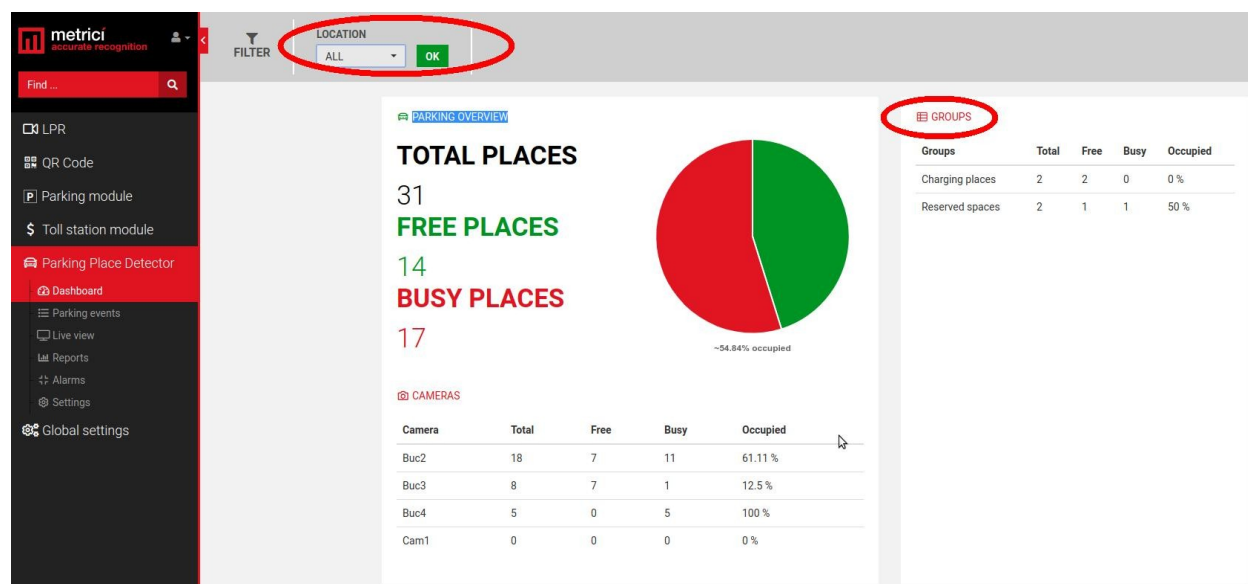 metrici
accurate recognition
Find ...
LPR
QR Code
P Parking module
$ Toll station module
Parking Place Detector
Dashboard
Parking events
Live view
Reports
Alarms
Settings
Global settings
FILTER
LOCATION
ALL OK
PARKING OVERVIEW
TOTAL PLACES
31
FREE PLACES
14
BUSY PLACES
17
~54.84% occupied
CAMERAS
Camera Total Free Busy Occupied
Buc2 18 7 11 61.11 %
Buc3 8 7 1 12.5 %
Buc4 5 0 5 100 %
Cam1 0 0 0 0 %
GROUPS
Groups Total Free Busy Occupied
Charging places 2 2 0 0 %
Reserved spaces 2 1 1 50 %